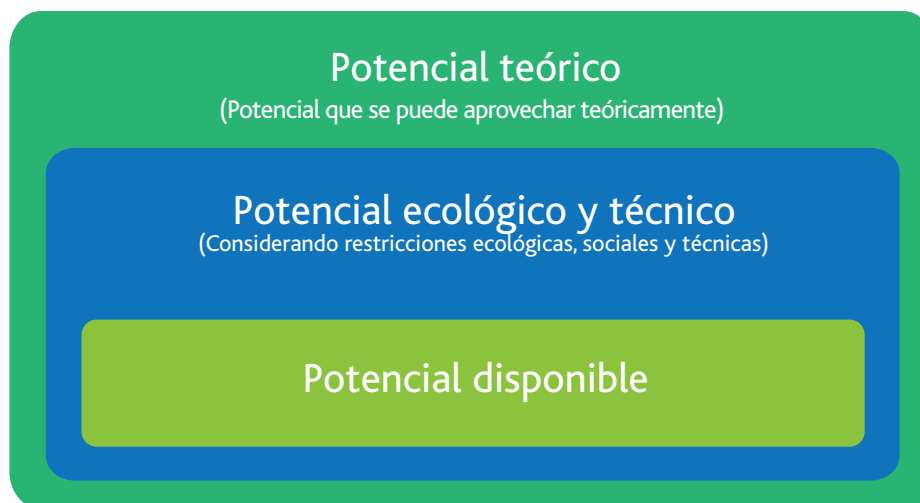 Potencial teórico
(Potencial que se puede aprovechar teóricamente)
Potencial ecológico y técnico
(Considerando restricciones ecológicas, sociales y técnicas)
Potencial disponible